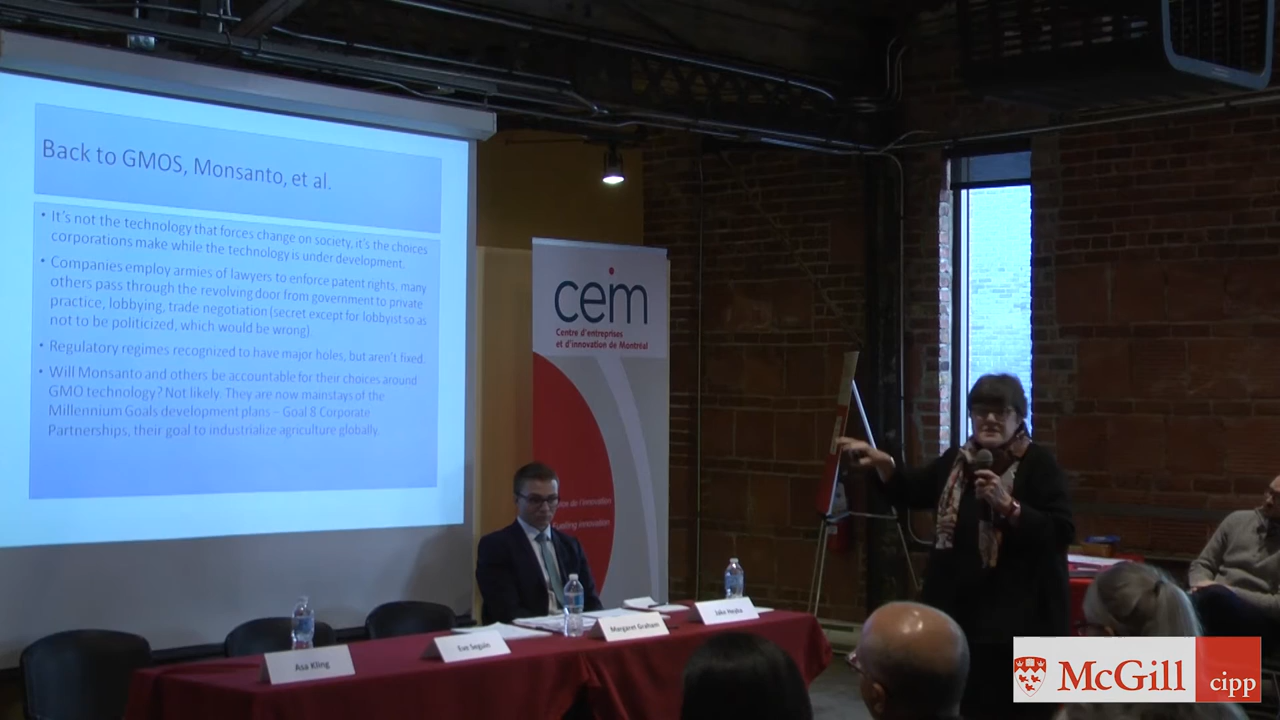 Back to GMOS, Monsanto, et al.
• It's not the technology that forces change on society, it's the choices
corporations make while the technology is under development.
• Companies employ armies of lawyers to enforce patent rights, many
others pass through the revolving door from government to private
practice, lobbying, trade negotiation (secret except for lobbyist so as
not to be politicized, which would be wrong).
• Regulatory regimes recognized to have major holes, but aren't fixed.
• Will Monsanto and others be accountable for their choices around
GMO technology? Not likely. They are now mainstays of the
Millennium Goals development plans – Goal 8 Corporate
Partnerships, their goal to industrialize agriculture globally.
ceim
Centre d'entreprises
et d'innovation de Montréal
de l'innovation
Fuelling innovation
Asa Kling
Eve Seguin
Margaret Graham
McGill
cipp